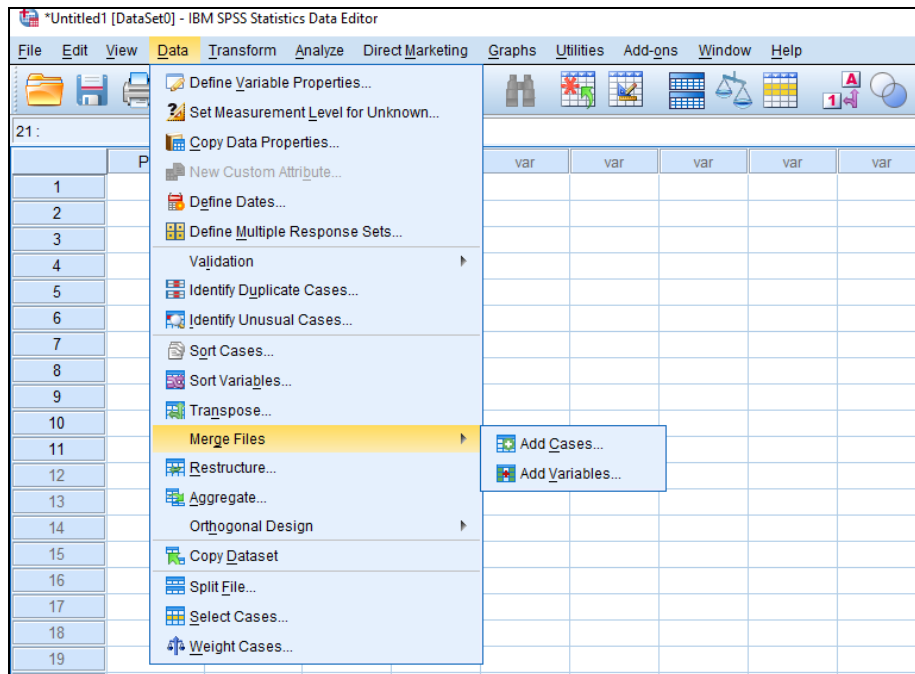 *Untitled1 [DataSet0] - IBM SPSS Statistics Data Editor
File Edit View Data Transform Analyze Direct Marketing Graphs Utilities Add-ons Window Help
A
1
21 :
P var var var var var
Define Variable Properties...
Set Measurement Level for Unknown...
Copy Data Properties...
New Custom Attribute...
Define Dates...
Define Multiple Response Sets...
Validation
Identify Duplicate Cases...
Identify Unusual Cases...
Sort Cases...
Sort Variables...
Transpose...
Merge Files
Restructure...
Aggregate...
Orthogonal Design
Copy Dataset
Split File...
Select Cases...
Weight Cases...
Add Cases...
Add Variables...
1
2
3
4
5
6
7
8
9
10
11
12
13
14
15
16
17
18
19